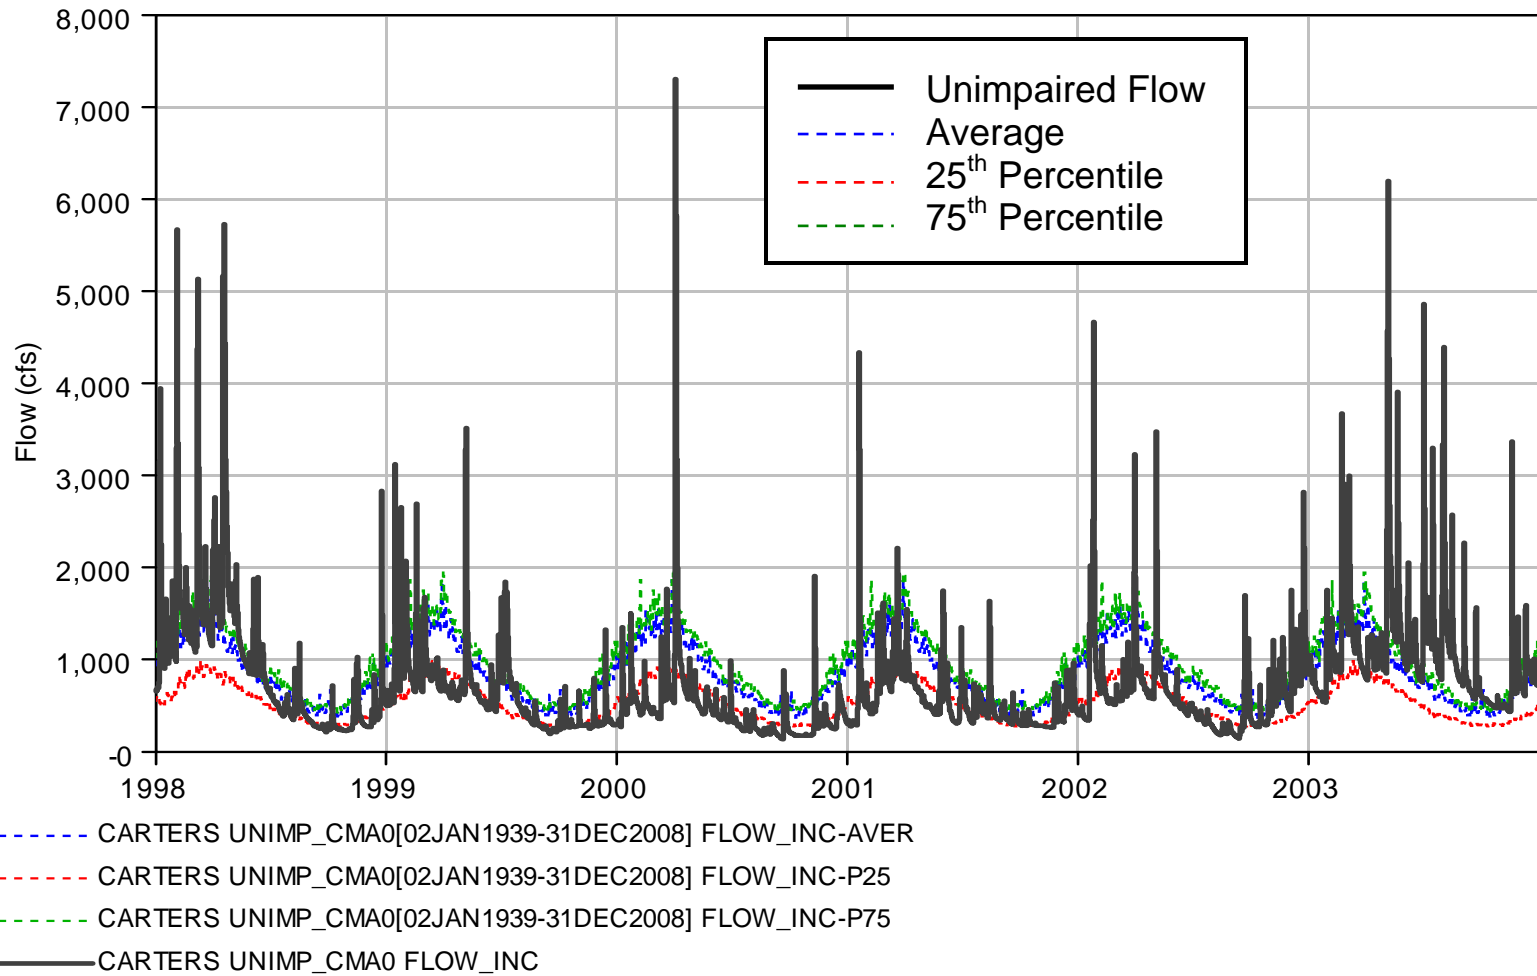 8,000
7,000
6,000
5,000
4,000
3,000
2,000
1,000
-0
Flow (cfs)
Unimpaired Flow
Average
25th Percentile
75th Percentile
1998 1999 2000 2001 2002 2003
CARTERS UNIMP_CMA0[02JAN1939-31DEC2008] FLOW_INC-AVER
CARTERS UNIMP_CMA0[02JAN1939-31DEC2008] FLOW_INC-P25
CARTERS UNIMP_CMA0[02JAN1939-31DEC2008] FLOW_INC-P75
CARTERS UNIMP_CMA0 FLOW_INC